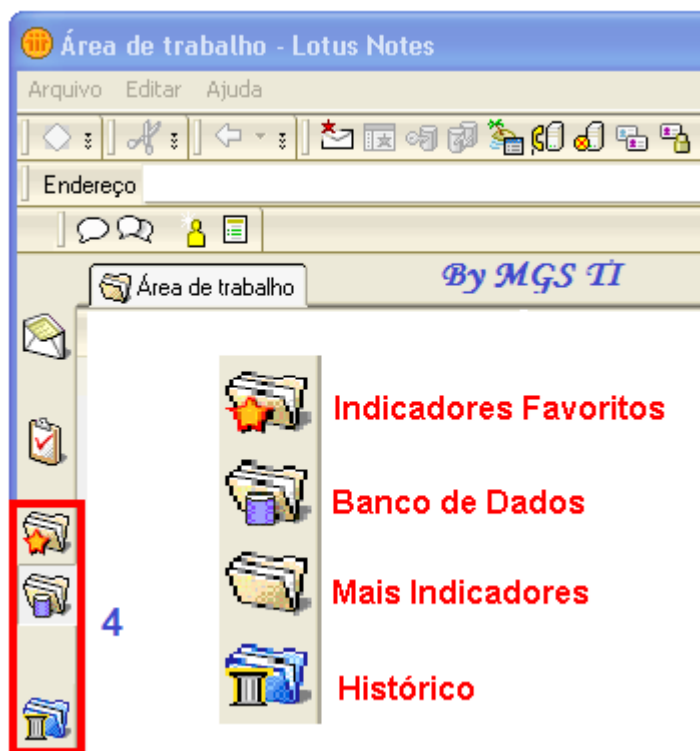 Área de trabalho - Lotus Notes
Arquivo Editar Ajuda
Endereço
Área de trabalho
By MGS TI
Indicadores Favoritos
Banco de Dados
Mais Indicadores
4
Histórico